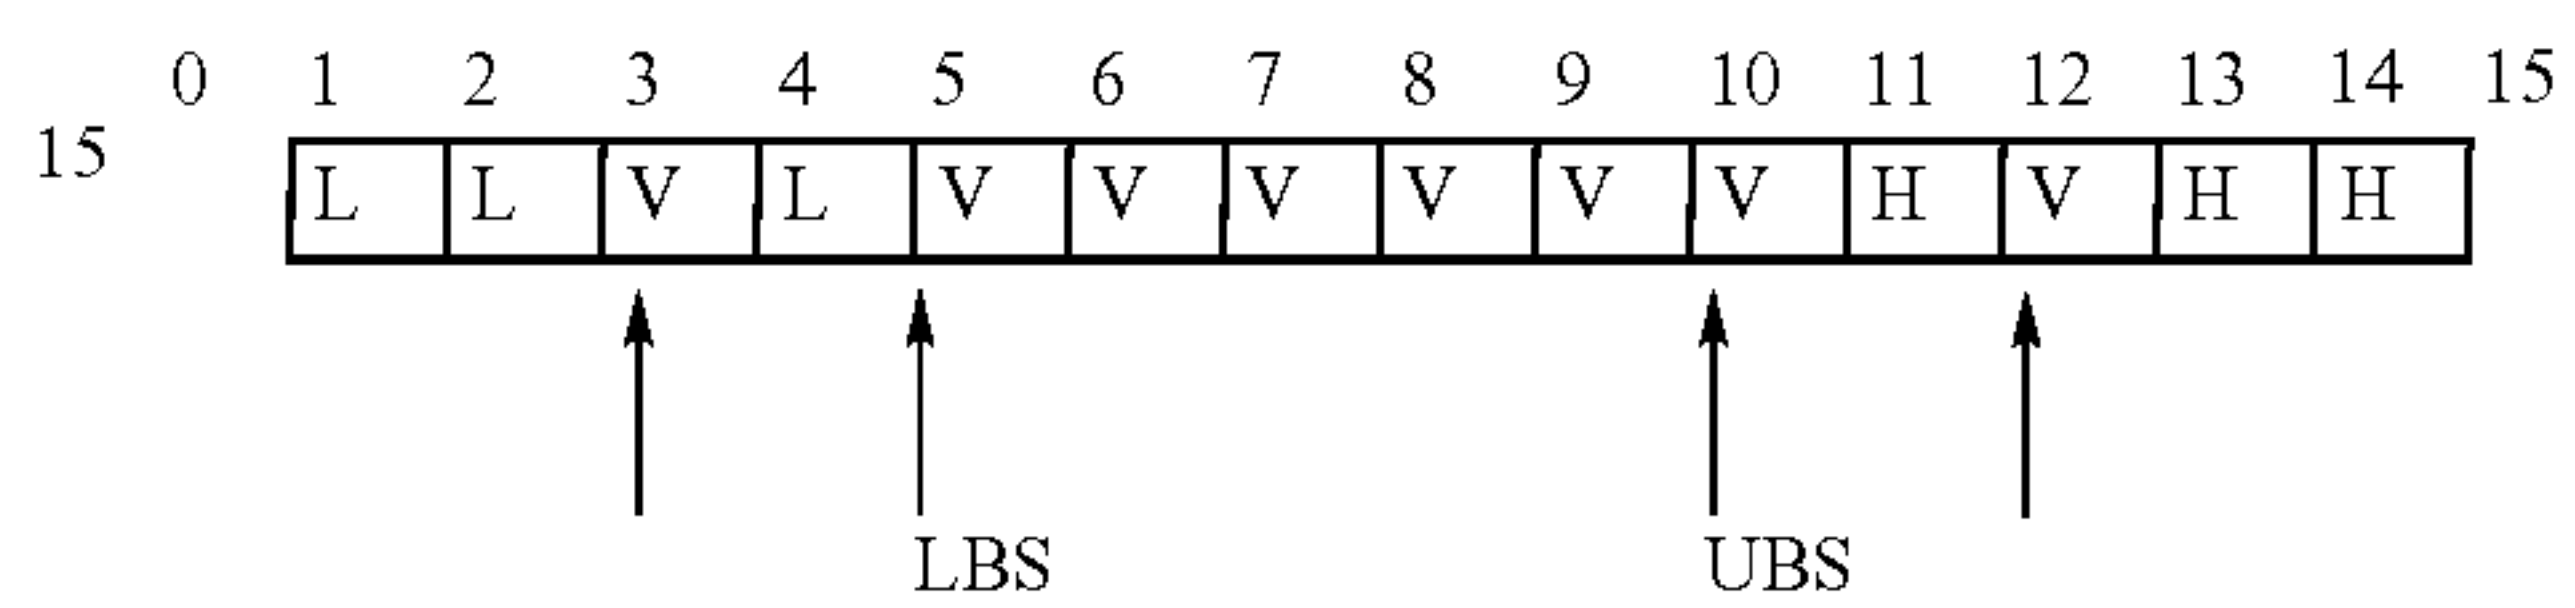 0 1 2 3 4 5 6 7 8 9 10 11 12 13 14 15
15
L L V L V V V V V V H V H H
LBS UBS